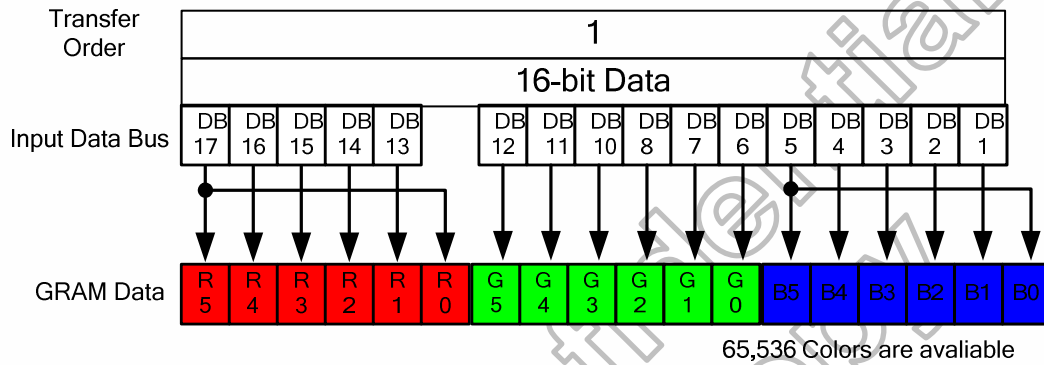 Transfer Order
1
16-bit Data
Input Data Bus
DB 17 DB 16 DB 15 DB 14 DB 13 DB 12 DB 11 DB 10 DB 8 DB 7 DB 6 DB 5 DB 4 DB 3 DB 2 DB 1
GRAM Data
R 5 R 4 R 3 R 2 R 1 R 0 G 5 G 4 G 3 G 2 G 1 G 0 B5 B4 B3 B2 B1 B0
65,536 Colors are avaliable